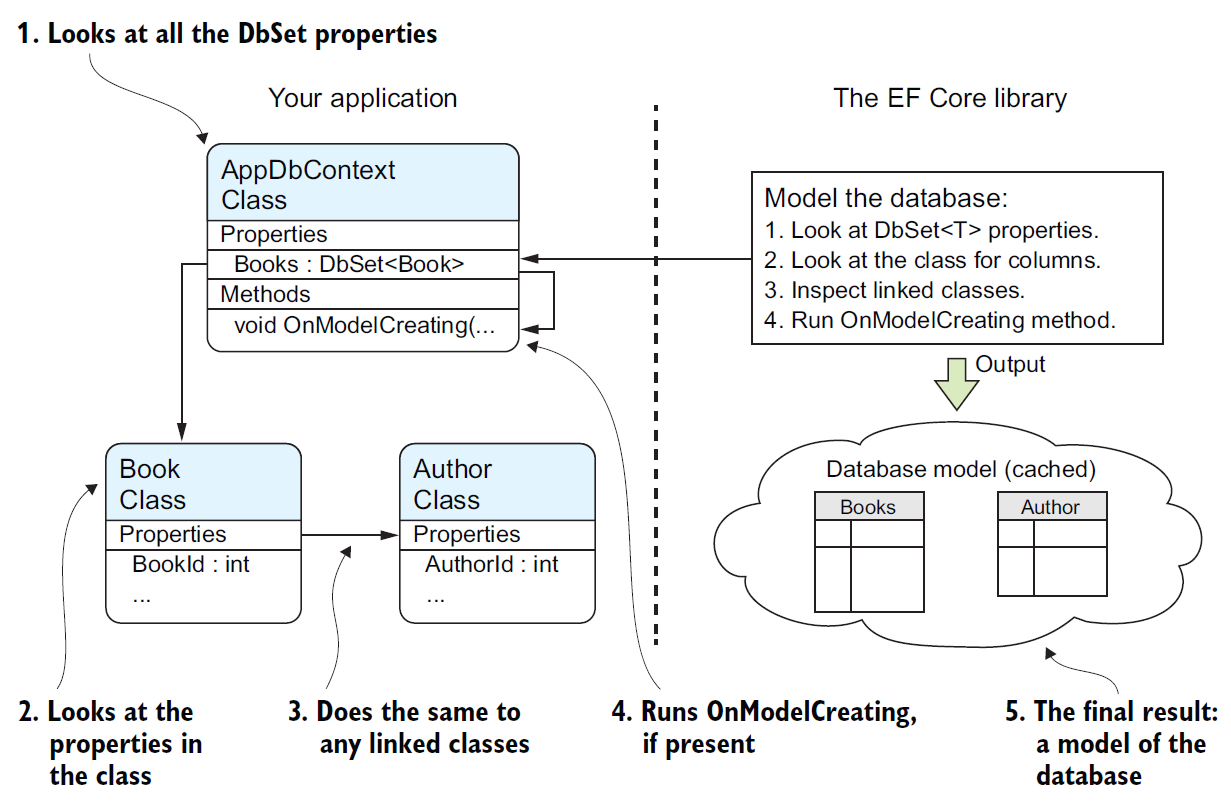 1. Looks at all the DbSet properties
Your application
The EF Core library
AppDbContext
Class
Properties
Books : DbSet<Book>
Methods
void OnModelCreating(...
Model the database:
1. Look at DbSet<T> properties.
2. Look at the class for columns.
3. Inspect linked classes.
4. Run OnModelCreating method.
Output
Book
Class
Properties
BookId : int
...
Author
Class
Properties
AuthorId : int
...
Database model (cached)
Books
Author
2. Looks at the
properties in
the class
3. Does the same to
any linked classes
4. Runs OnModelCreating,
if present
5. The final result:
a model of the
database